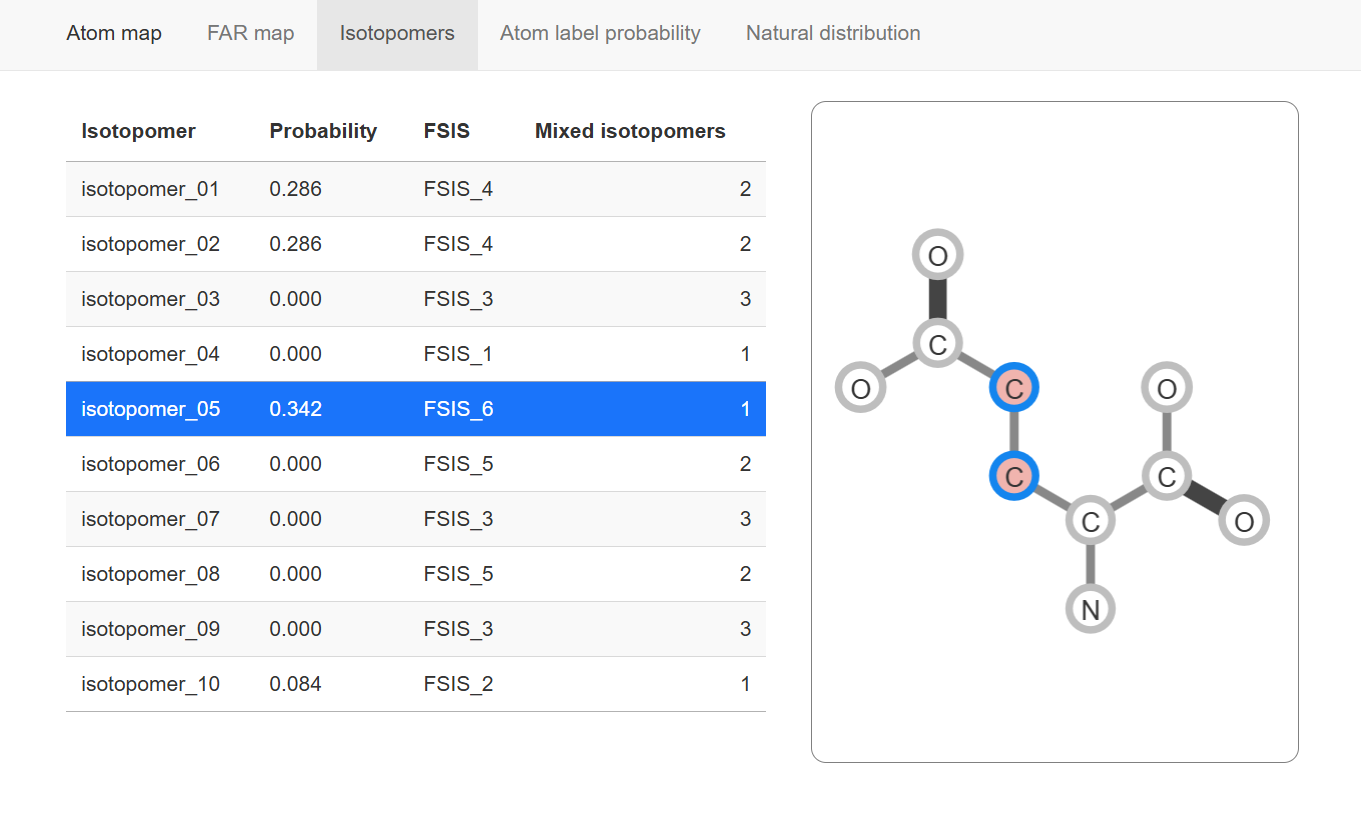 Atom map FAR map Isotopomers Atom label probability Natural distribution
Isotopomer Probability FSIS Mixed isotopomers
isotopomer_01 0.286 FSIS_4 2
isotopomer_02 0.286 FSIS_4 2
isotopomer_03 0.000 FSIS_3 3
isotopomer_04 0.000 FSIS_1 1
isotopomer_05 0.342 FSIS_6 1
isotopomer_06 0.000 FSIS_5 2
isotopomer_07 0.000 FSIS_3 3
isotopomer_08 0.000 FSIS_5 2
isotopomer_09 0.000 FSIS_3 3
isotopomer_10 0.084 FSIS_2 1
O
C
O C O
C C
C O
N